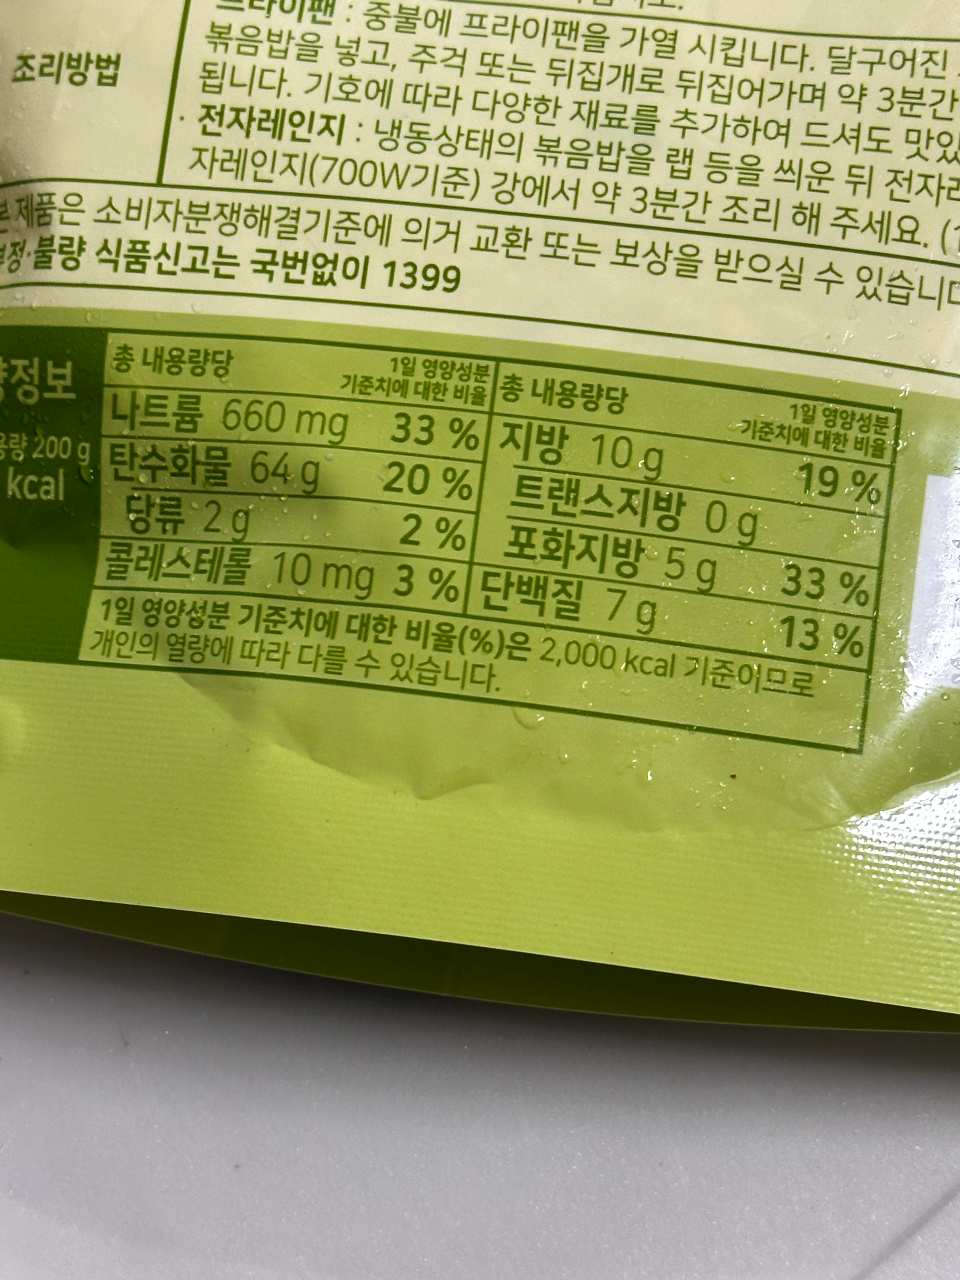 프라이팬 : 중불에 프라이팬을 가열 시킵니다. 달구어진
볶음밥을 넣고, 주걱 또는 뒤집개로 뒤집어가며 약 3분간
됩니다. 기호에 따라 다양한 재료를 추가하여 드셔도 맛있
조리방법
· 전자레인지 : 냉동상태의 볶음밥을 랩 등을 씌운 뒤 전자레
자레인지(700W기준) 강에서 약 3분간 조리 해 주세요. (1
본 제품은 소비자분쟁해결기준에 의거 교환 또는 보상을 받으실 수 있습니다
부정·불량 식품신고는 국번없이 1399
량정보
용량 200 g
kcal
총 내용량당 1일 영양성분 기준치에 대한 비율
나트륨 660 mg 33 %
탄수화물 64 g 20 %
당류 2 g 2 %
콜레스테롤 10 mg 3 %
총 내용량당 1일 영양성분 기준치에 대한 비율
지방 10 g 19 %
트랜스지방 0 g
포화지방 5 g 33 %
단백질 7 g 13 %
1일 영양성분 기준치에 대한 비율(%)은 2,000 kcal 기준이므로
개인의 열량에 따라 다를 수 있습니다.